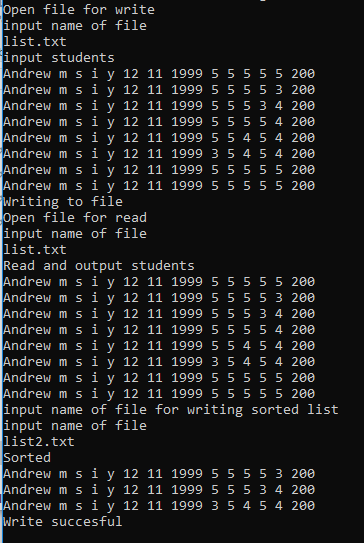 Open file for write
input name of file
list.txt
input students
Andrew m s i y 12 11 1999 5 5 5 5 5 200
Andrew m s i y 12 11 1999 5 5 5 5 3 200
Andrew m s i y 12 11 1999 5 5 5 3 4 200
Andrew m s i y 12 11 1999 5 5 5 5 4 200
Andrew m s i y 12 11 1999 5 5 4 5 4 200
Andrew m s i y 12 11 1999 3 5 4 5 4 200
Andrew m s i y 12 11 1999 5 5 5 5 5 200
Andrew m s i y 12 11 1999 5 5 5 5 5 200
Writing to file
Open file for read
input name of file
list.txt
Read and output students
Andrew m s i y 12 11 1999 5 5 5 5 5 200
Andrew m s i y 12 11 1999 5 5 5 5 3 200
Andrew m s i y 12 11 1999 5 5 5 3 4 200
Andrew m s i y 12 11 1999 5 5 5 5 4 200
Andrew m s i y 12 11 1999 5 5 4 5 4 200
Andrew m s i y 12 11 1999 3 5 4 5 4 200
Andrew m s i y 12 11 1999 5 5 5 5 5 200
Andrew m s i y 12 11 1999 5 5 5 5 5 200
input name of file for writing sorted list
input name of file
list2.txt
Sorted
Andrew m s i y 12 11 1999 5 5 5 5 3 200
Andrew m s i y 12 11 1999 5 5 5 3 4 200
Andrew m s i y 12 11 1999 3 5 4 5 4 200
Write succesful